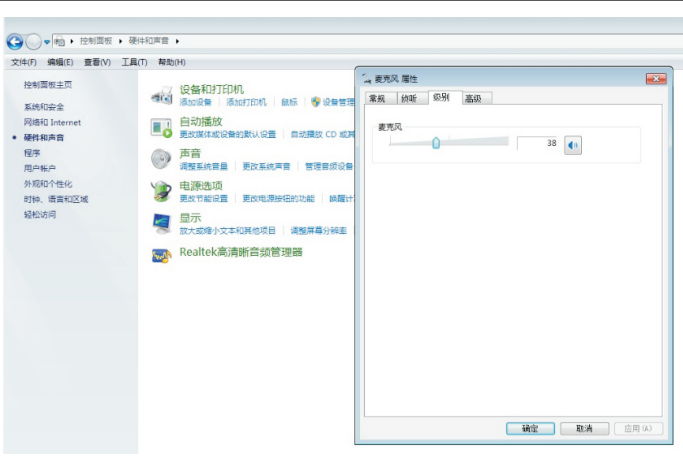 控制面板 ▸ 硬件和声音 ▸
文件(F) 编辑(E) 查看(V) 工具(T) 帮助(H)
控制面板主页
系统和安全
网络和 Internet
硬件和声音
程序
用户帐户
外观和个性化
时钟、语言和区域
轻松访问
设备和打印机
添加设备 | 添加打印机 | 鼠标 | 设备管理
自动播放
更改媒体或设备的默认设置 | 自动播放 CD 或其
声音
调整系统音量 | 更改系统声音 | 管理音频设备
电源选项
更改节能设置 | 更改电源按钮的功能 | 唤醒计
显示
放大或缩小文本和其他项目 | 调整屏幕分辨率
Realtek高清晰音频管理器
麦克风 属性
常规 侦听 级别 高级
麦克风
38
确定 取消 应用(A)